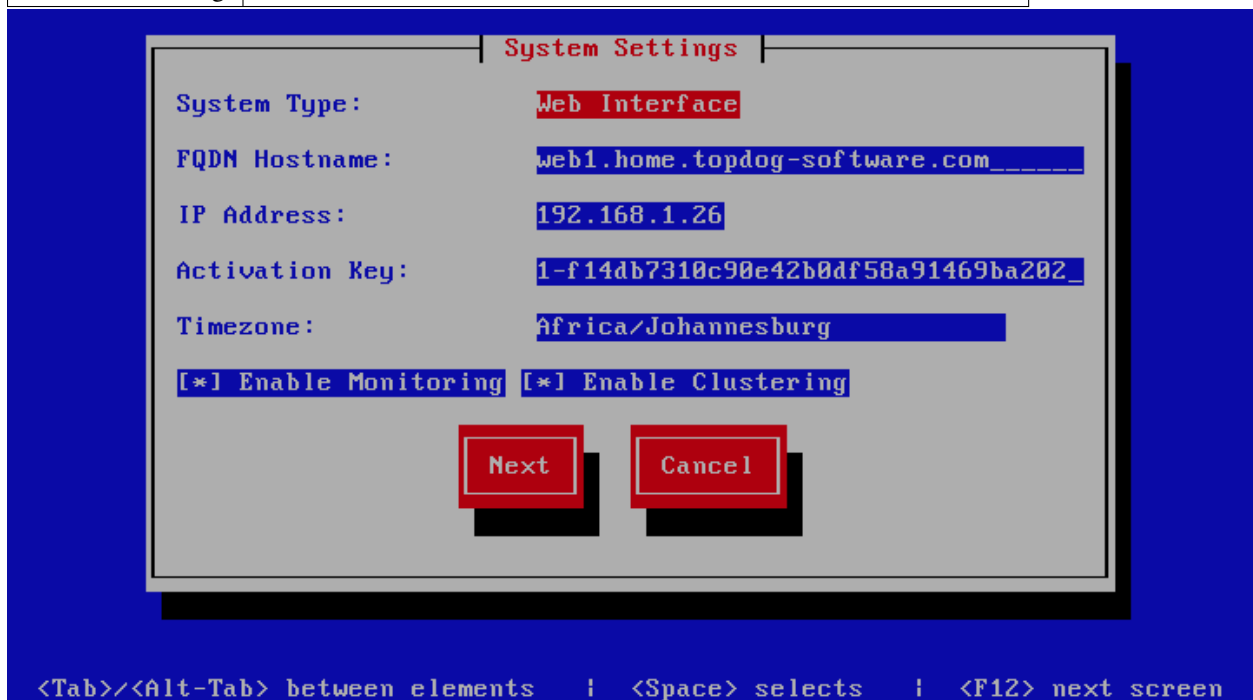 System Settings
System Type: Web Interface
FQDN Hostname: web1.home.topdog-software.com______
IP Address: 192.168.1.26
Activation Key: 1-f14db7310c90e42b0df58a91469ba202_
Timezone: Africa/Johannesburg
[*] Enable Monitoring [*] Enable Clustering
Next Cancel
<Tab>/<Alt-Tab> between elements | <Space> selects | <F12> next screen